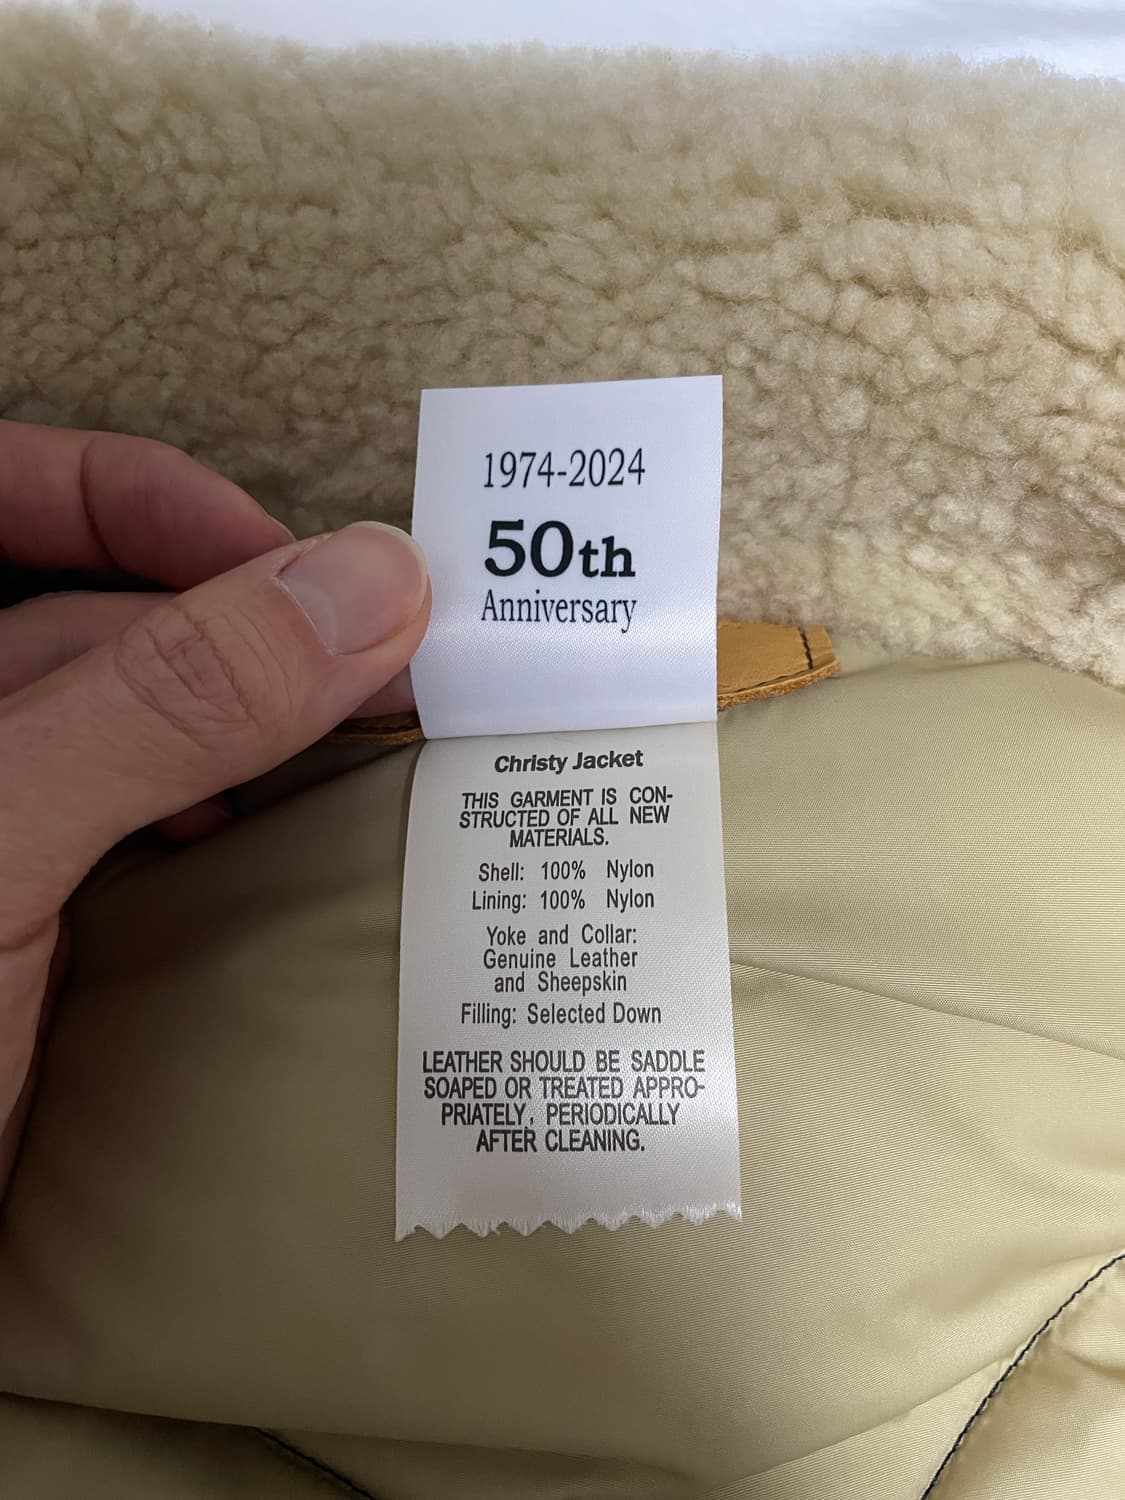 1974-2024
50th
Anniversary
Christy Jacket
THIS GARMENT IS CON-
STRUCTED OF ALL NEW
MATERIALS.
Shell: 100% Nylon
Lining: 100% Nylon
Yoke and Collar:
Genuine Leather
and Sheepskin
Filling: Selected Down
LEATHER SHOULD BE SADDLE
SOAPED OR TREATED APPRO-
PRIATELY, PERIODICALLY
AFTER CLEANING.